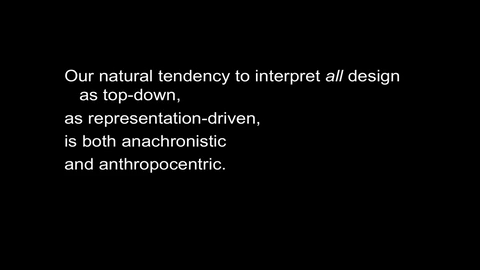 Our natural tendency to interpret all design
as top-down,
as representation-driven,
is both anachronistic
and anthropocentric.